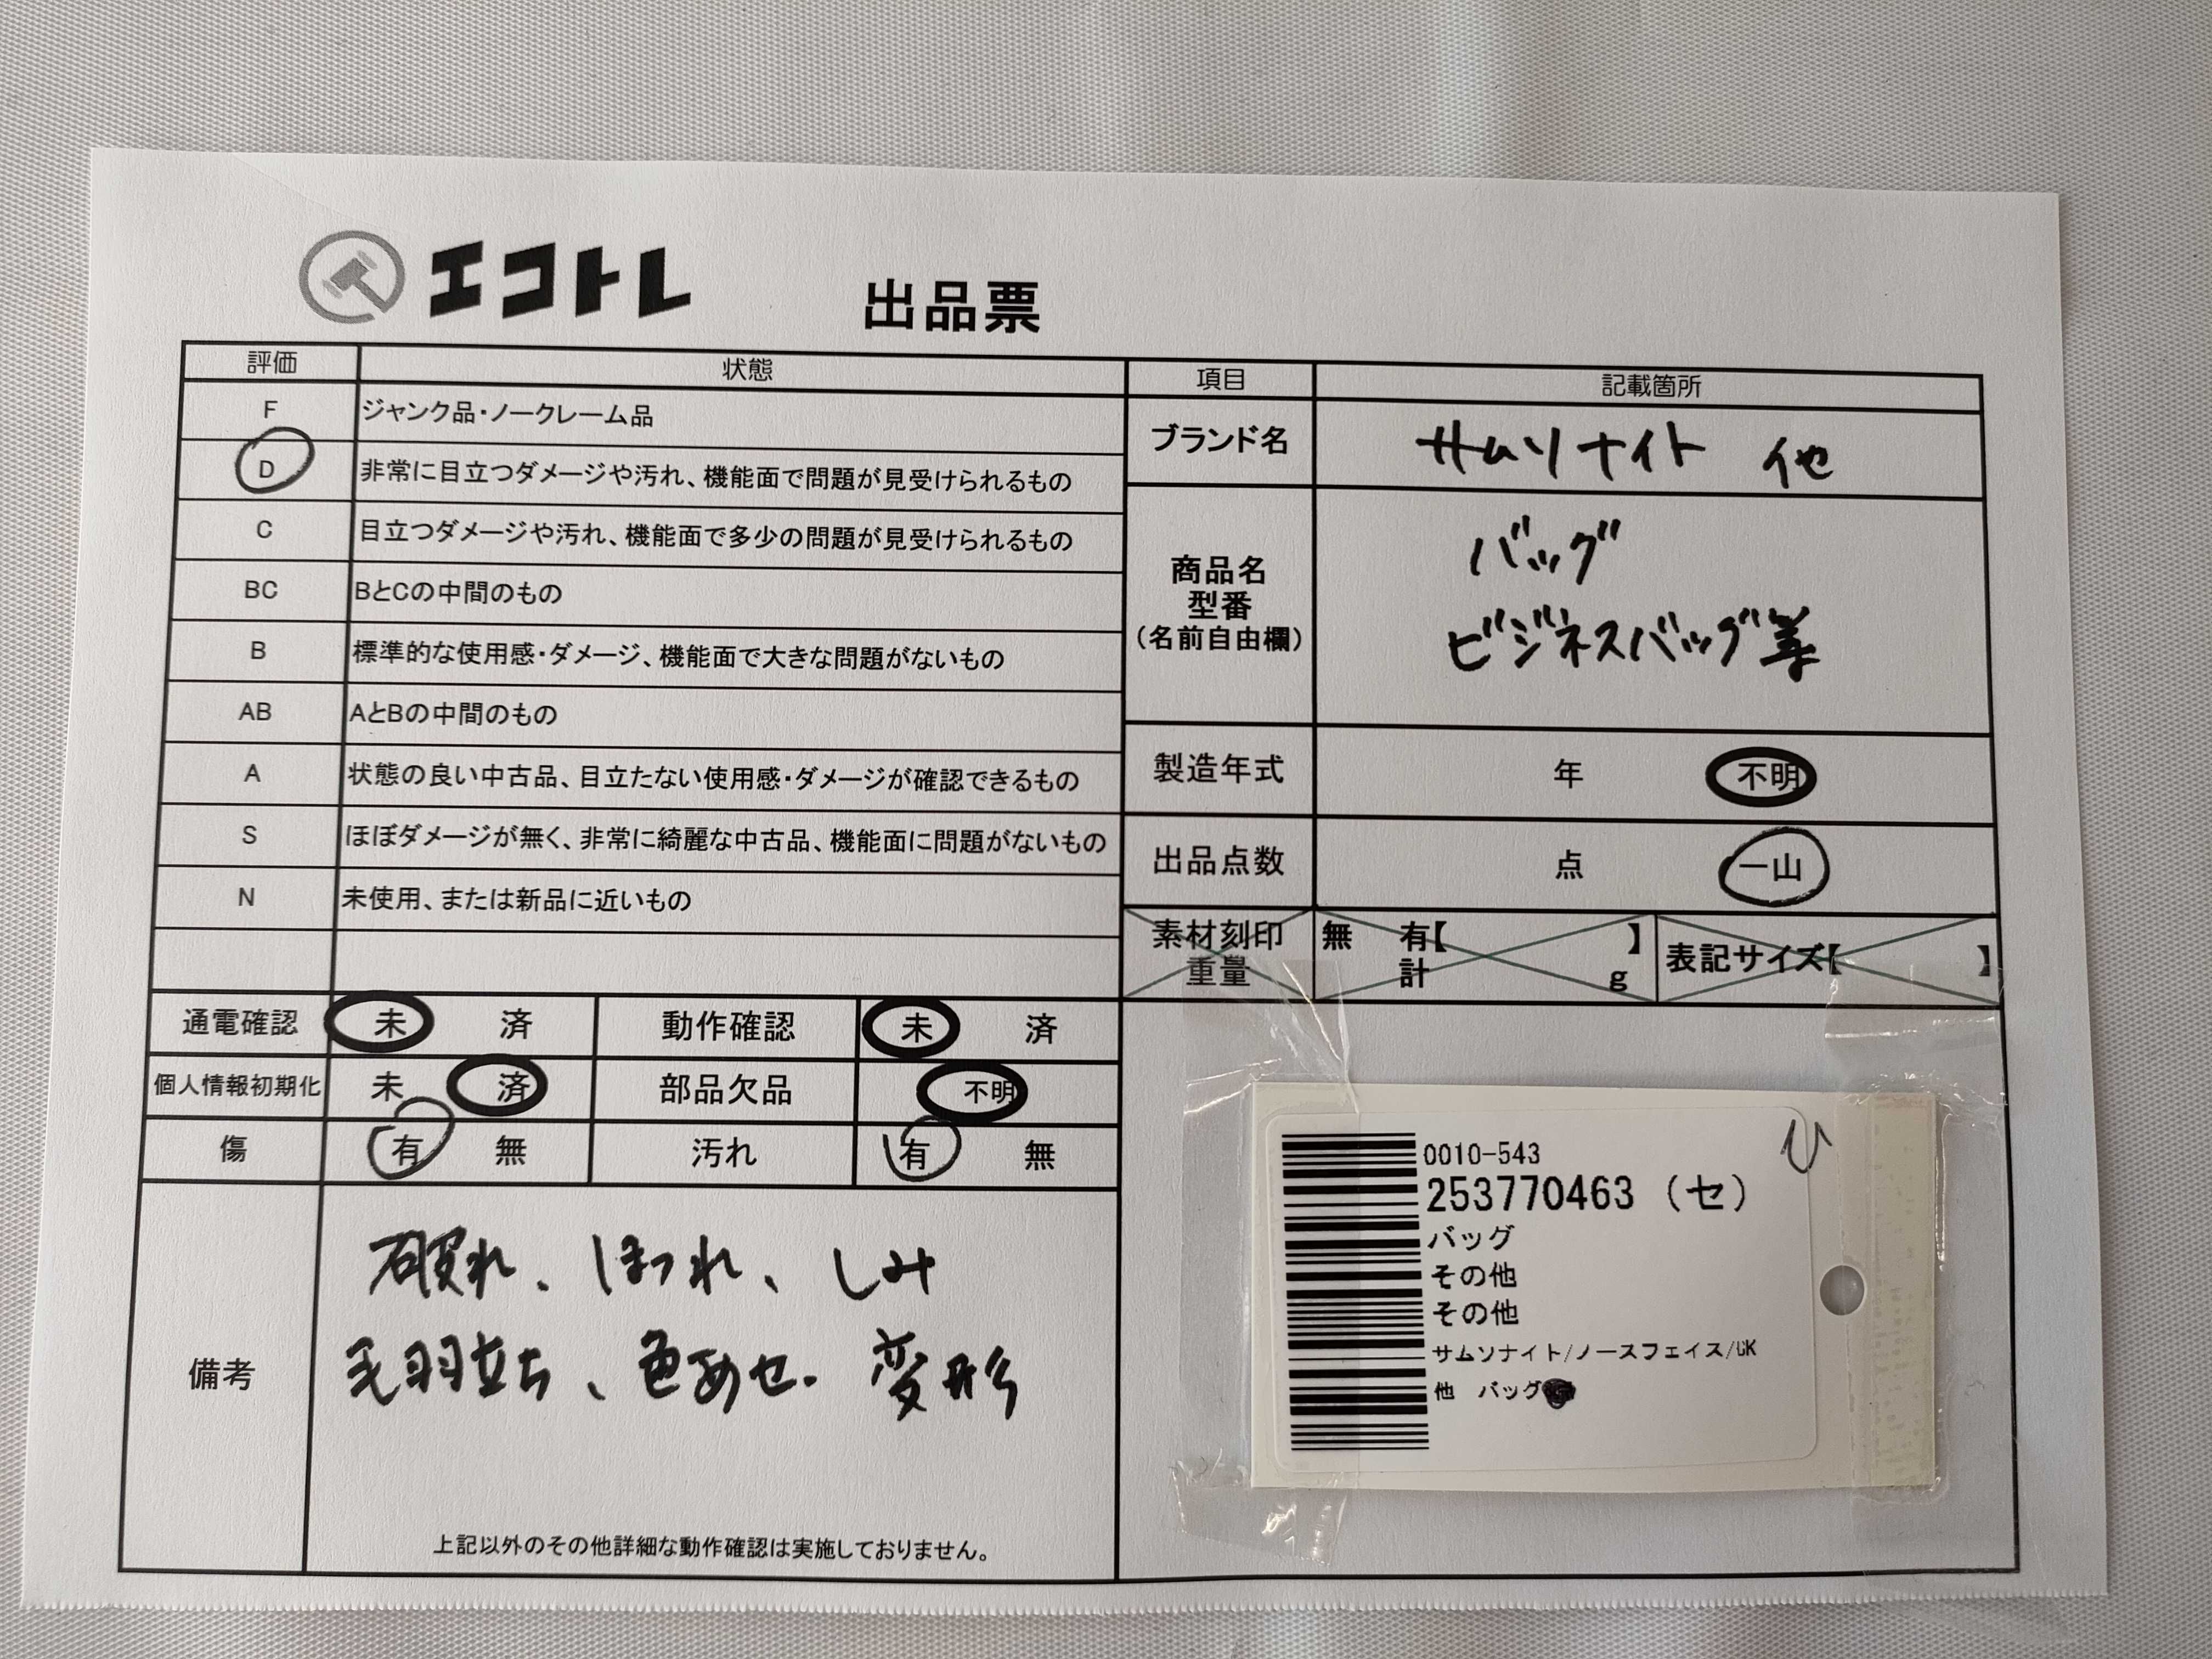 エコトレ
出品票
評価 状態
F ジャンク品・ノークレーム品
D 非常に目立つダメージや汚れ、機能面で問題が見受けられるもの
C 目立つダメージや汚れ、機能面で多少の問題が見受けられるもの
BC BとCの中間のもの
B 標準的な使用感・ダメージ、機能面で大きな問題がないもの
AB AとBの中間のもの
A 状態の良い中古品、目立たない使用感・ダメージが確認できるもの
S ほぼダメージが無く、非常に綺麗な中古品、機能面に問題がないもの
N 未使用、または新品に近いもの
通電確認 未 済 動作確認 未 済
個人情報初期化 未 済 部品欠品 不明
傷 有 無 汚れ 有 無
備考
破れ、ほつれ、しみ
毛羽立ち、色あせ、変形
上記以外のその他詳細な動作確認は実施しておりません。
項目 記載箇所
ブランド名 サムソナイト 他
商品名
型番
(名前自由欄)
バッグ
ビジネスバッグ等
製造年式 年 不明
出品点数 点 一山
素材刻印 無 有【 】
重量 計 g
表記サイズ【 】
0010-543
253770463 (セ)
バッグ
その他
その他
サムソナイト/ノースフェイス/
他 バッグ